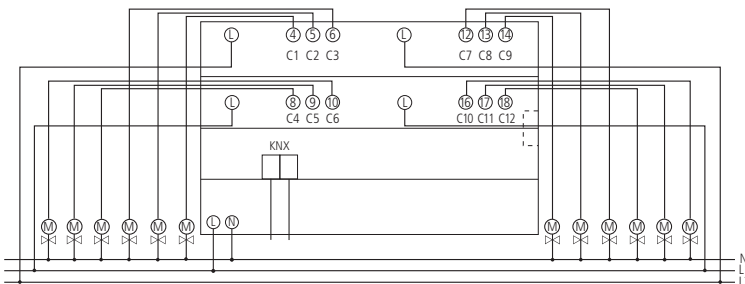 L 4 5 6 L 12 13 14
C1 C2 C3 C7 C8 C9
L 8 9 10 L 16 17 18
C4 C5 C6 C10 C11 C12
KNX
M M M M M M L N M M M M M M
N
L